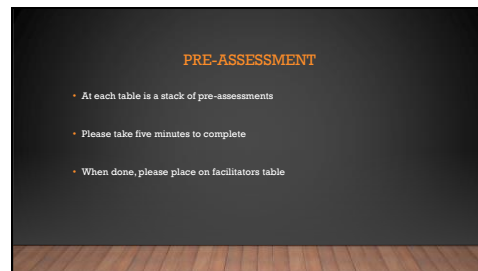 PRE-ASSESSMENT
• At each table is a stack of pre-assessments
• Please take five minutes to complete
• When done, please place on facilitators table